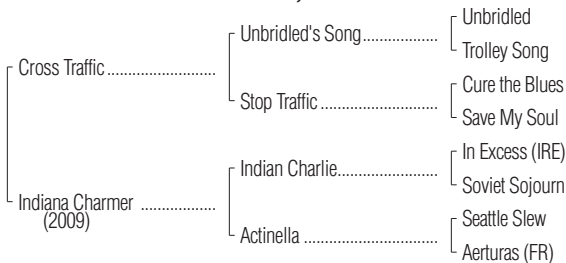 Unbridled
Unbridled's Song..................
Trolley Song
Cross Traffic ..........................
Cure the Blues
Stop Traffic ............................
Save My Soul
In Excess (IRE)
Indian Charlie........................
Soviet Sojourn
Indiana Charmer ..................
(2009)
Seattle Slew
Actinella ................................
Aerturas (FR)